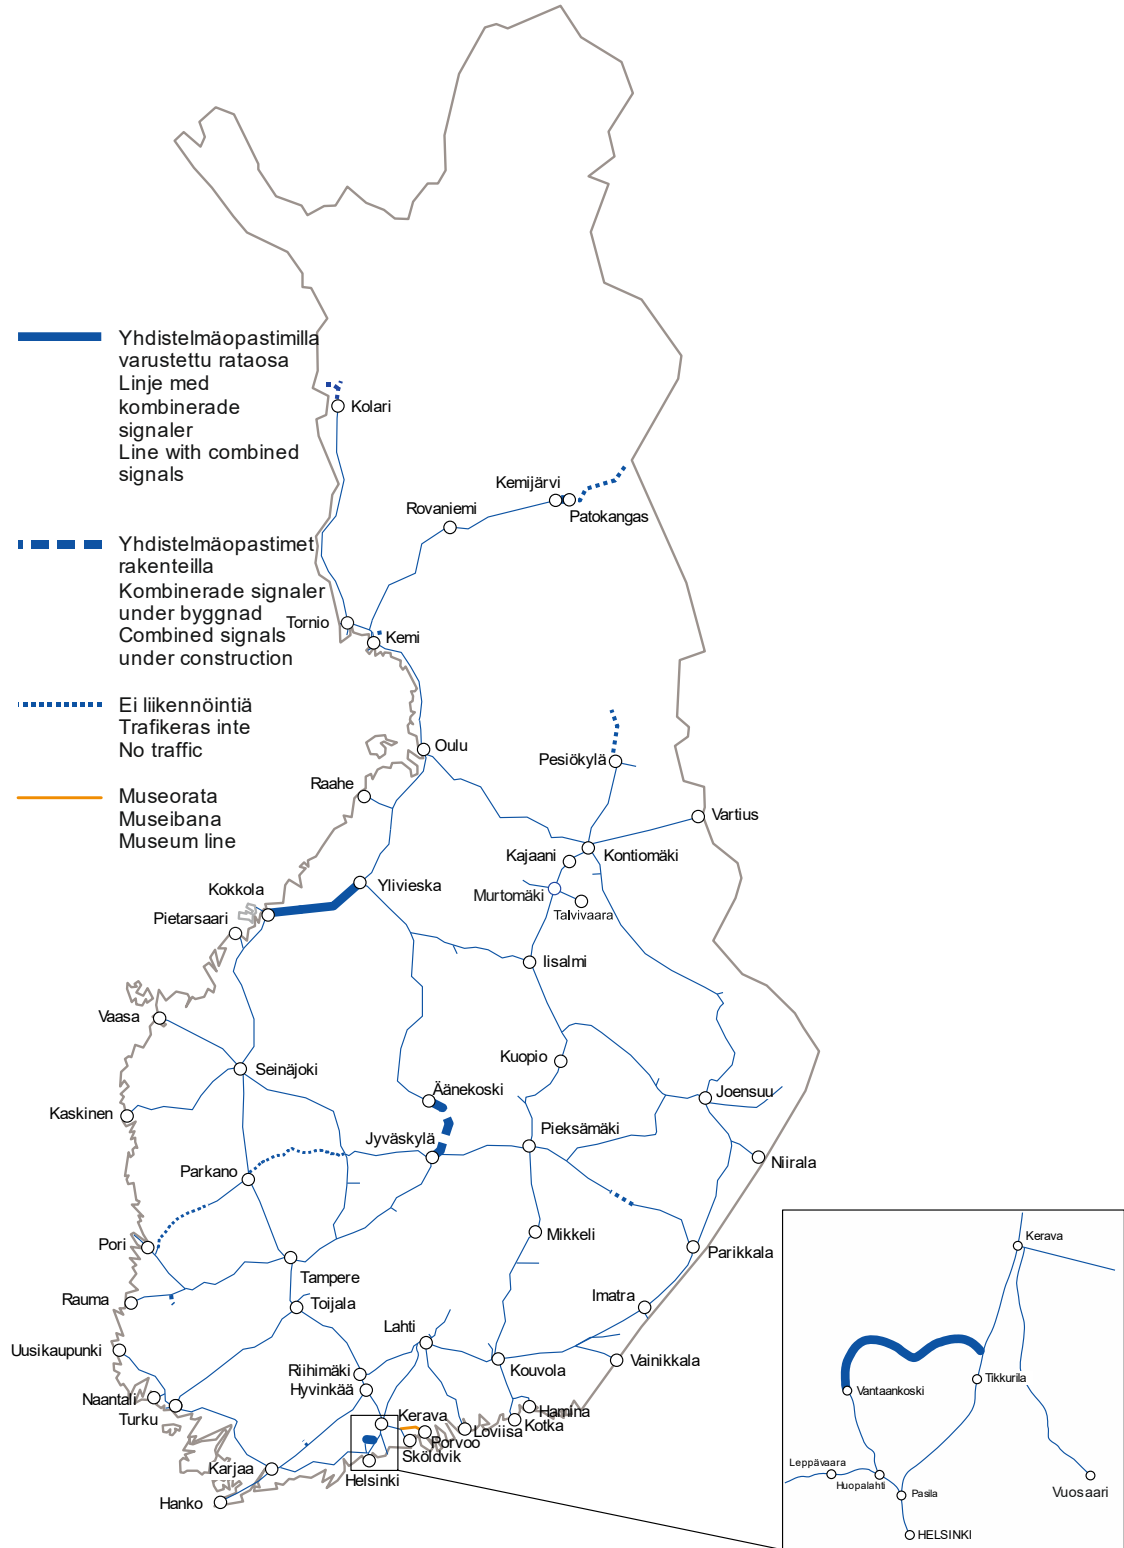 Yhdistelmäopastimilla
varustettu rataosa
Linje med
kombinerade
signaler
Line with combined
signals
Yhdistelmäopastimet
rakenteilla
Kombinerade signaler
under byggnad
Combined signals
under construction
Ei liikennöintiä
Trafikeras inte
No traffic
Museorata
Museibana
Museum line
Kolari
Kemijärvi
Rovaniemi
Patokangas
Tornio
Kemi
Oulu
Pesiökylä
Raahe
Vartius
Kajaani
Kontiomäki
Ylivieska
Kokkola
Murtomäki
Pietarsaari
Talvivaara
Iisalmi
Vaasa
Kuopio
Seinäjoki
Äänekoski
Joensuu
Kaskinen
Pieksämäki
Jyväskylä
Niirala
Parkano
Mikkeli
Pori
Parikkala
Tampere
Rauma
Toijala
Imatra
Lahti
Uusikaupunki
Vainikkala
Riihimäki
Kouvola
Hyvinkää
Naantali
Turku
Hamina
Kerava
Kotka
Loviisa
Porvoo
Sköldvik
Karjaa
Helsinki
Hanko
Kerava
Tikkurila
Vantaankoski
Leppävaara
Huopalahti
Pasila
Vuosaari
HELSINKI